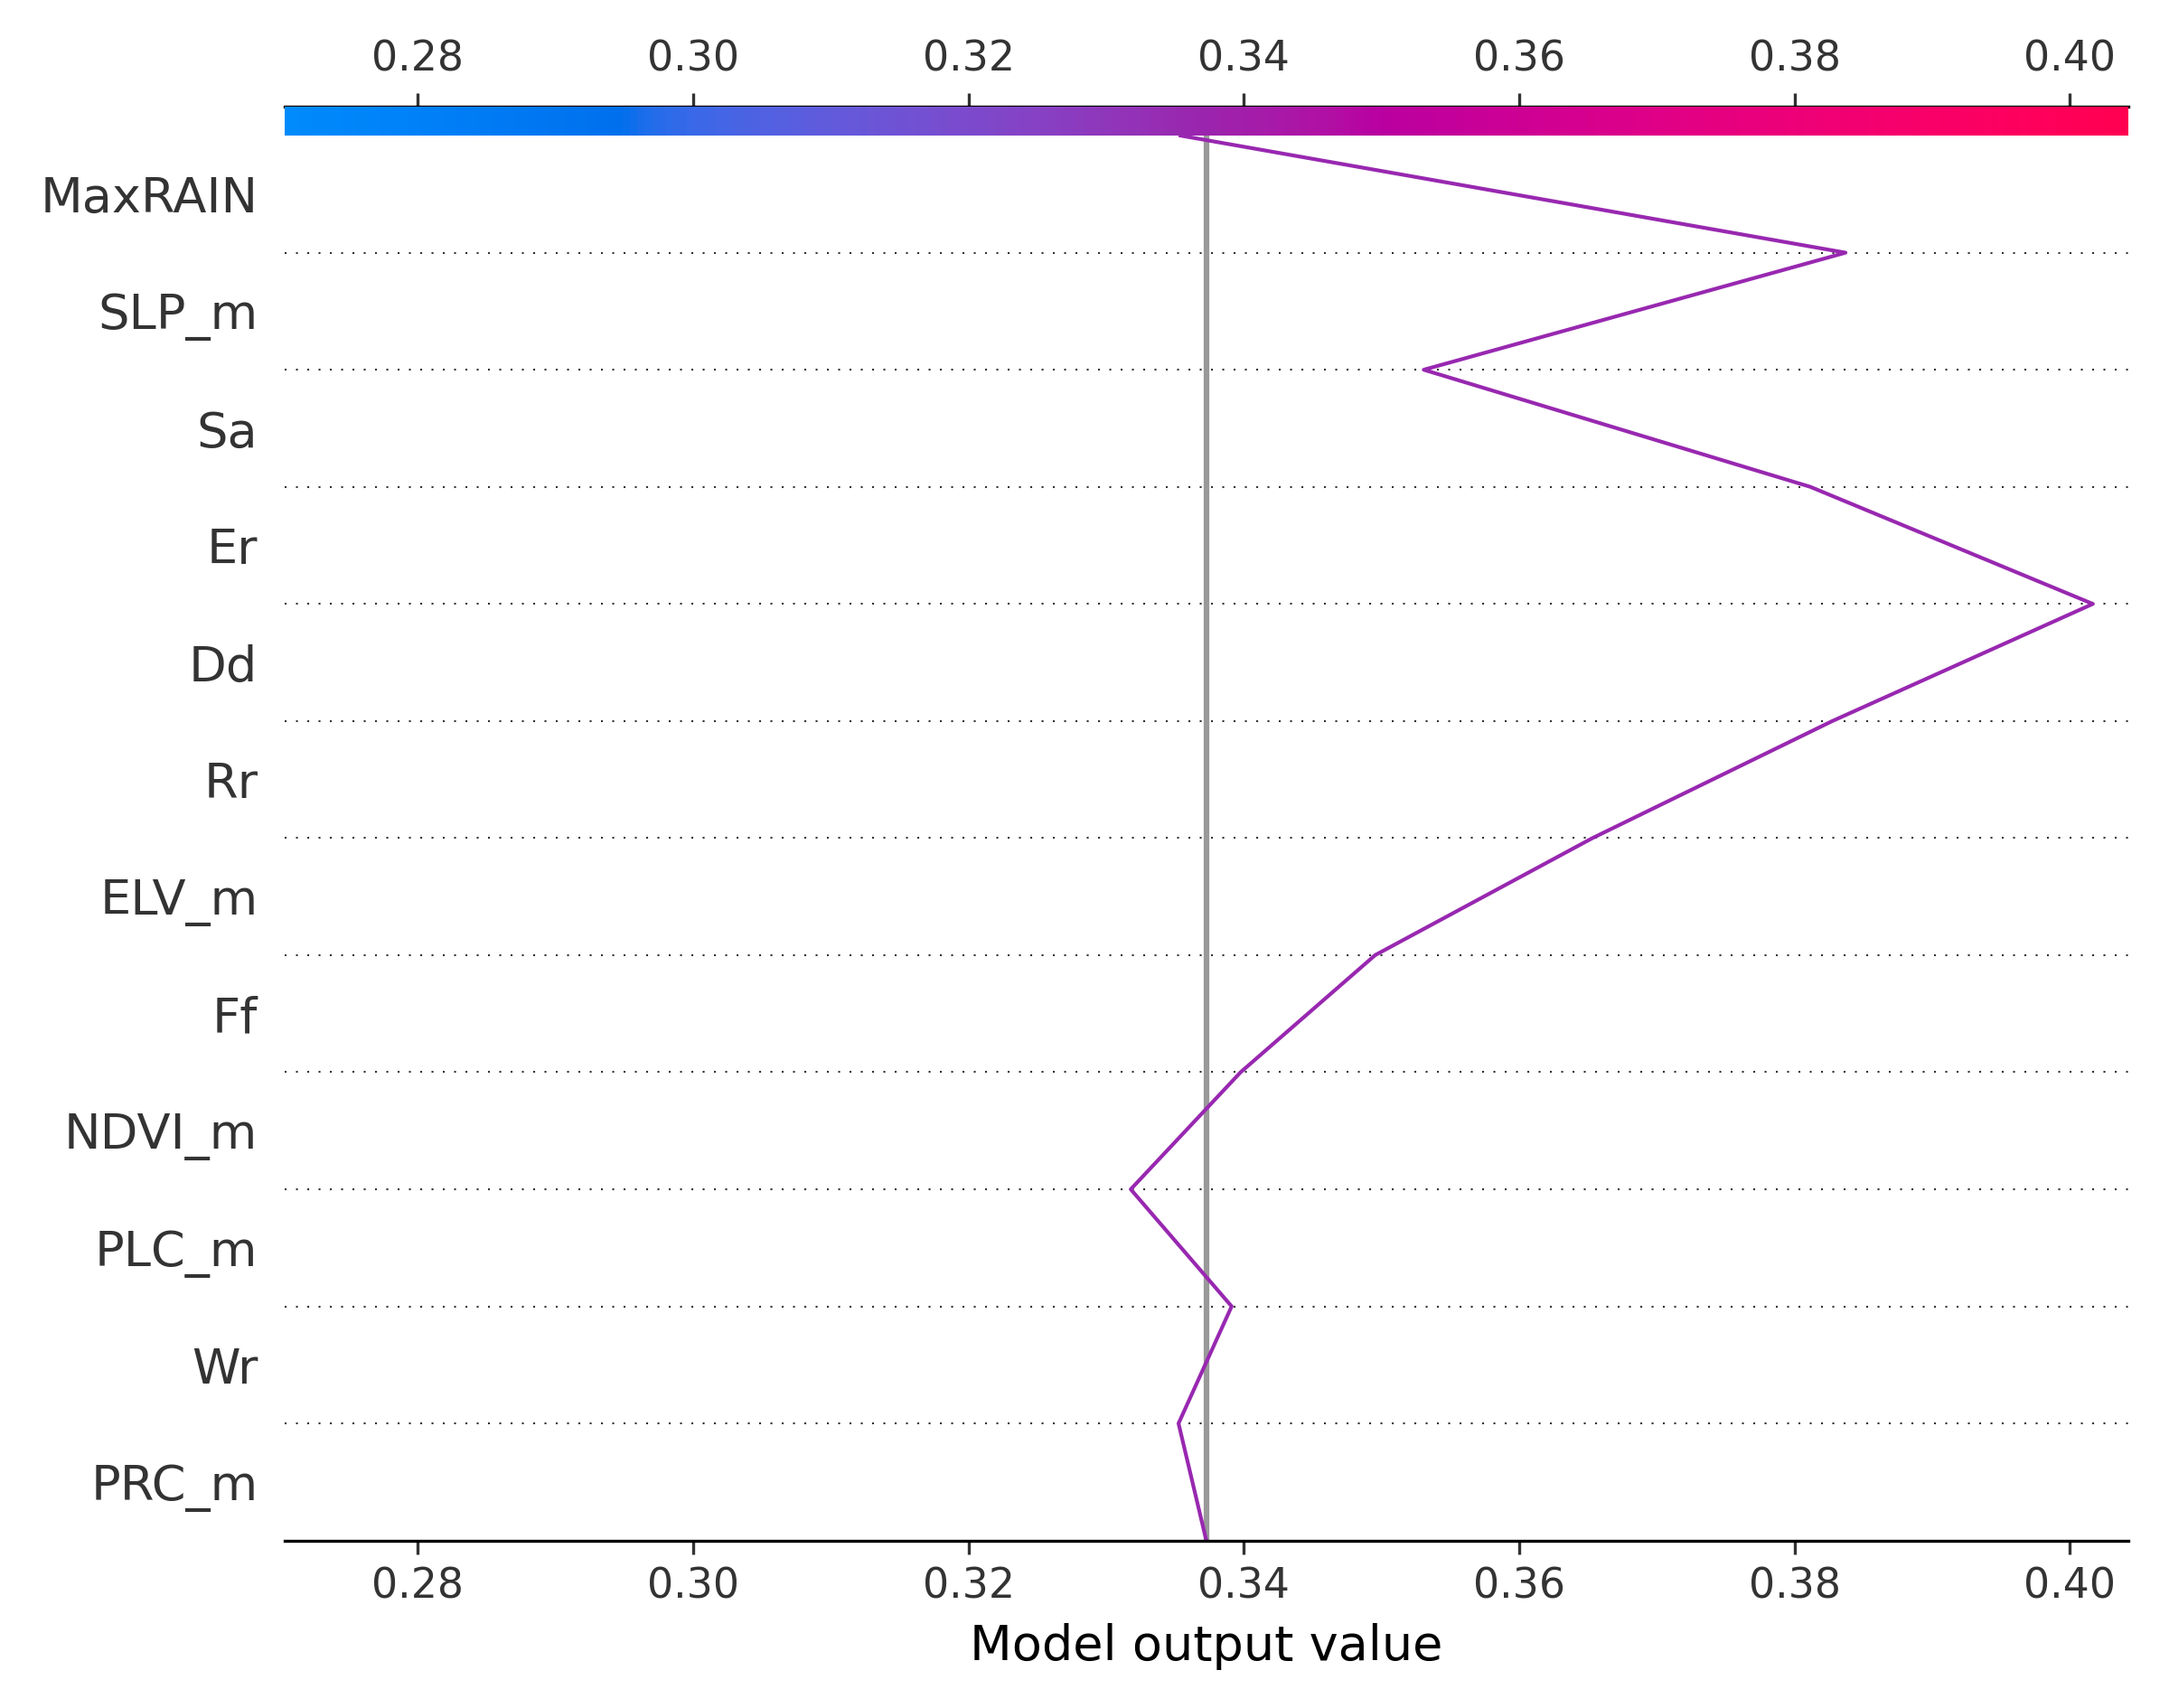 0.28 0.30 0.32 0.34 0.36 0.38 0.40
MaxRAIN
SLP_m
Sa
Er
Dd
Rr
ELV_m
Ff
NDVI_m
PLC_m
Wr
PRC_m
0.28 0.30 0.32 0.34 0.36 0.38 0.40
Model output value